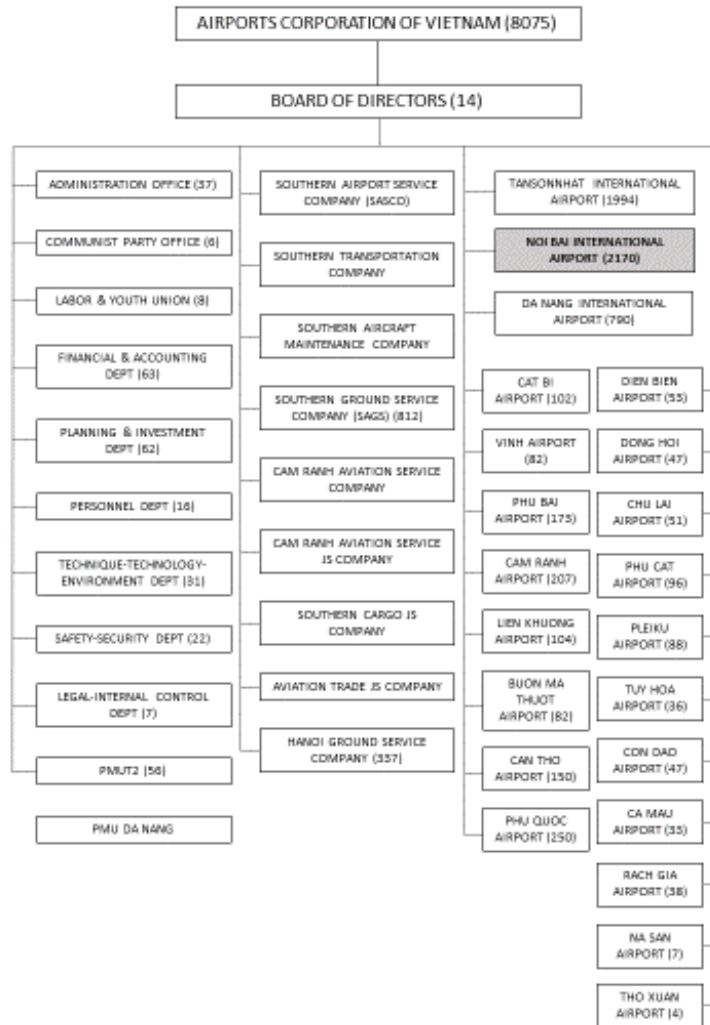 AIRPORTS CORPORATION OF VIETNAM (8075)
BOARD OF DIRECTORS (14)
ADMINISTRATION OFFICE (37)
COMMUNIST PARTY OFFICE (6)
LABOR & YOUTH UNION (8)
FINANCIAL & ACCOUNTING
DEPT (63)
PLANNING & INVESTMENT
DEPT (62)
PERSONNEL DEPT (16)
TECHNIQUE-TECHNOLOGY-
ENVIRONMENT DEPT (31)
SAFETY-SECURITY DEPT (22)
LEGAL-INTERNAL CONTROL
DEPT (7)
PMUT2 (56)
PMU DA NANG
SOUTHERN AIRPORT SERVICE
COMPANY (SASCO)
SOUTHERN TRANSPORTATION
COMPANY
SOUTHERN AIRCRAFT
MAINTENANCE COMPANY
SOUTHERN GROUND SERVICE
COMPANY (SAGS) (812)
CAM RANH AVIATION SERVICE
COMPANY
CAM RANH AVIATION SERVICE
JS COMPANY
SOUTHERN CARGO JS
COMPANY
AVIATION TRADE JS COMPANY
HANOI GROUND SERVICE
COMPANY (337)
TANSONNHAT INTERNATIONAL
AIRPORT (1994)
NOI BAI INTERNATIONAL
AIRPORT (2170)
DA NANG INTERNATIONAL
AIRPORT (790)
CAT BI
AIRPORT (102)
VINH AIRPORT
(82)
PHU BAI
AIRPORT (173)
CAM RANH
AIRPORT (207)
LIEN KHUONG
AIRPORT (104)
BUON MA
THUOT
AIRPORT (82)
CAN THO
AIRPORT (150)
PHU QUOC
AIRPORT (250)
DIEN BIEN
AIRPORT (53)
DONG HOI
AIRPORT (47)
CHU LAI
AIRPORT (51)
PHU CAT
AIRPORT (96)
PLEIKU
AIRPORT (88)
TUY HOA
AIRPORT (36)
CON DAO
AIRPORT (47)
CA MAU
AIRPORT (33)
RACH GIA
AIRPORT (38)
NA SAN
AIRPORT (7)
THO XUAN
AIRPORT (4)